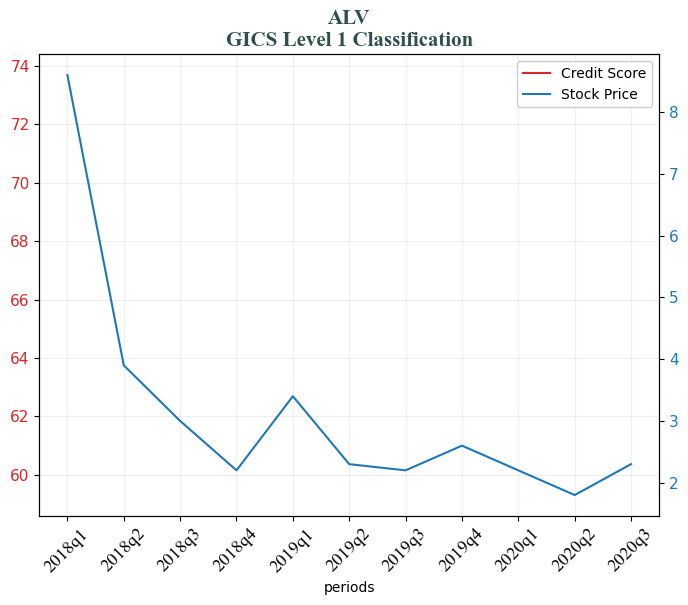 ALV
GICS Level 1 Classification
Credit Score
Stock Price
74
72
70
68
66
64
62
60
8
7
6
5
4
3
2
2018q1
2018q2
2018q3
2018q4
2019q1
2019q2
2019q3
2019q4
2020q1
2020q2
2020q3
periods